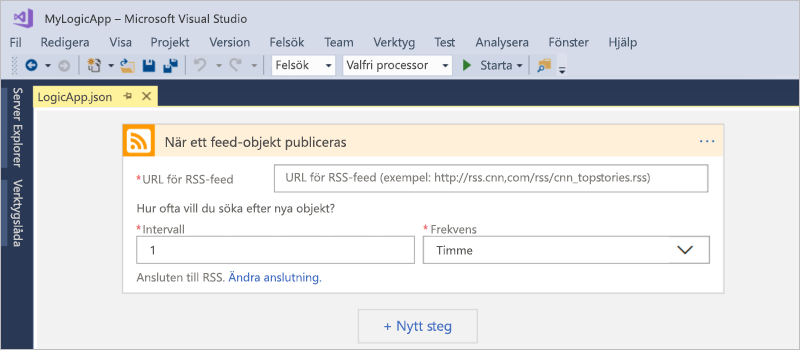 MyLogicApp – Microsoft Visual Studio
Fil Redigera Visa Projekt Version Felsök Team Verktyg Test Analysera Fönster Hjälp
Felsök Valfri processor Starta
LogicApp.json
Server Explorer
Verktygslåda
När ett feed-objekt publiceras ...
*URL för RSS-feed URL för RSS-feed (exempel: http://rss.cnn,com/rss/cnn_topstories.rss)
Hur ofta vill du söka efter nya objekt?
*Intervall *Frekvens
1 Timme
Ansluten till RSS. Ändra anslutning.
+ Nytt steg